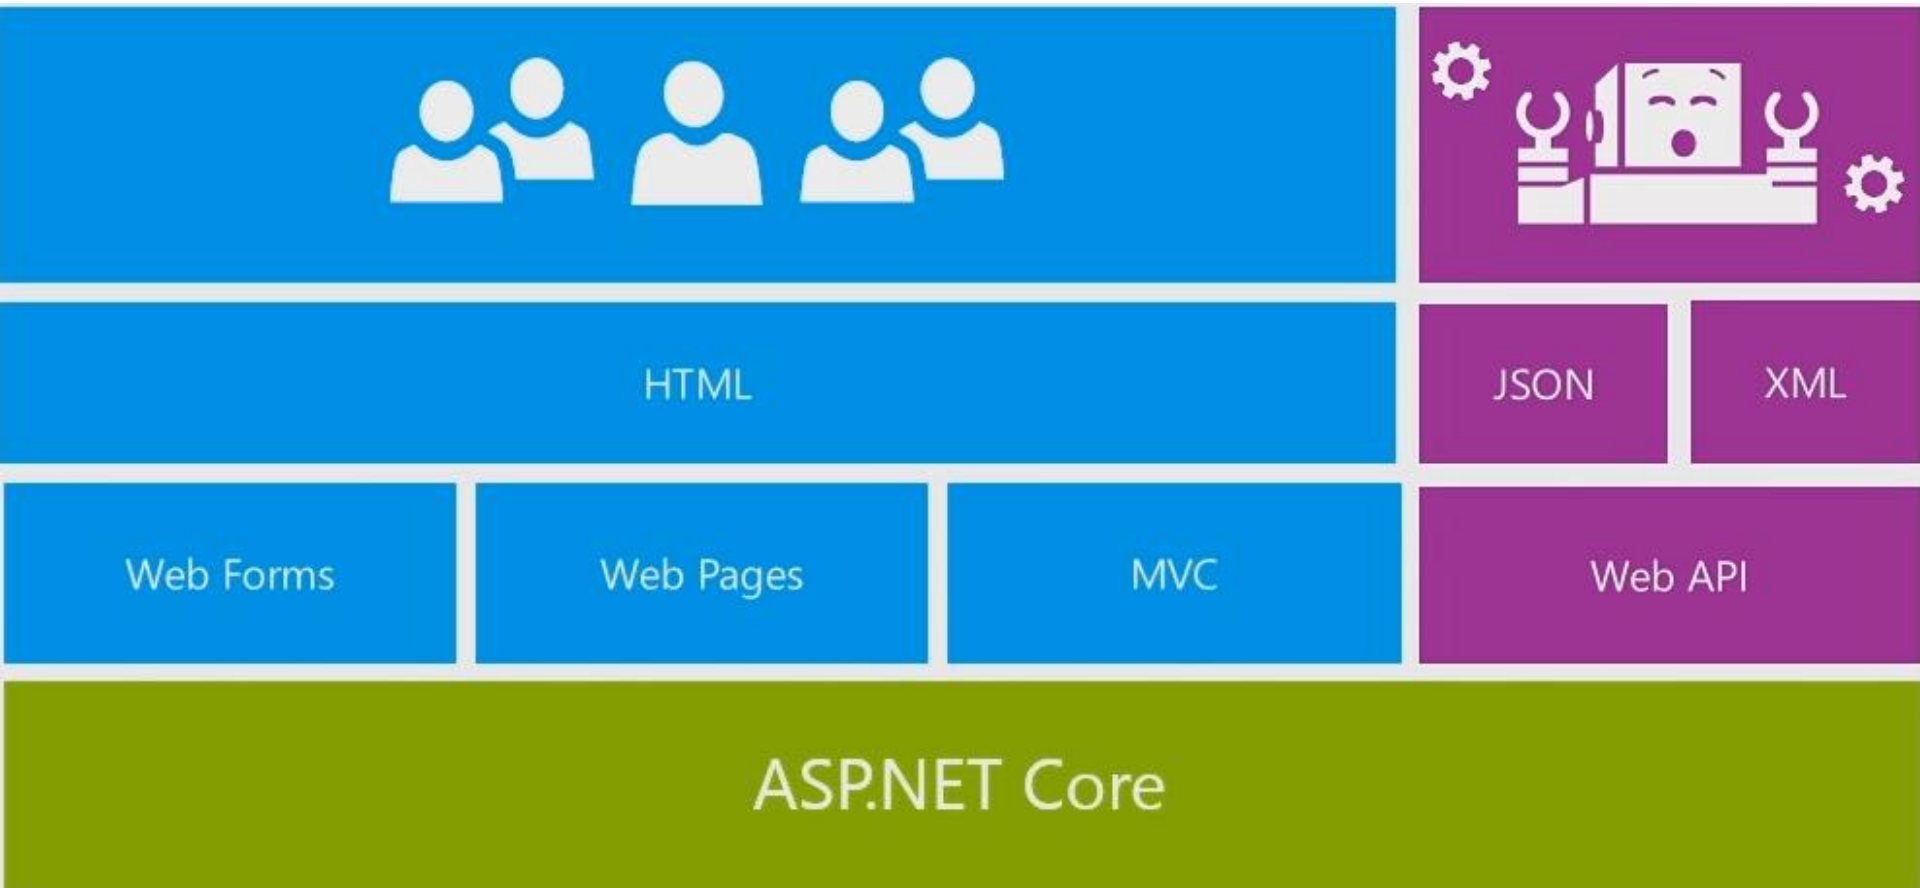 HTML
JSON
XML
Web Forms
Web Pages
MVC
Web API
ASP.NET Core